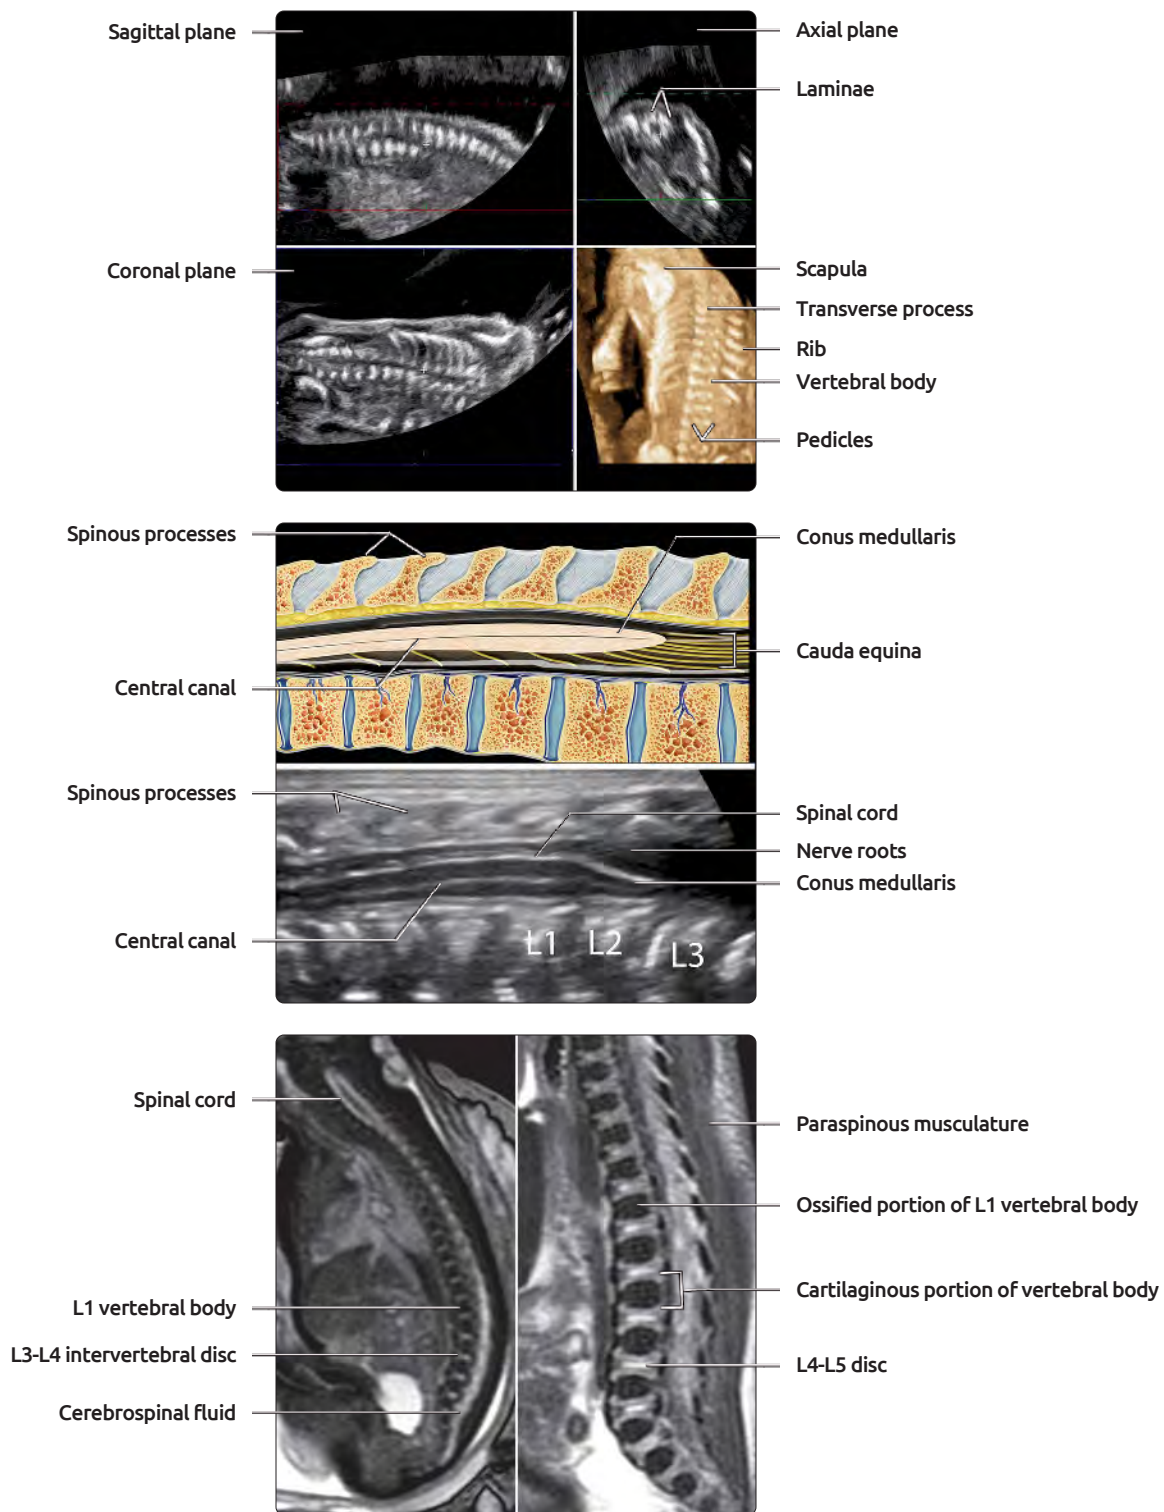 Sagittal plane
Axial plane
Laminae
Coronal plane
Scapula
Transverse process
Rib
Vertebral body
Pedicles
Spinous processes
Conus medullaris
Cauda equina
Central canal
Spinous processes
Spinal cord
Nerve roots
Conus medullaris
Central canal
L1
L2
L3
Spinal cord
Paraspinous musculature
Ossified portion of L1 vertebral body
Cartilaginous portion of vertebral body
L1 vertebral body
L3-L4 intervertebral disc
L4-L5 disc
Cerebrospinal fluid